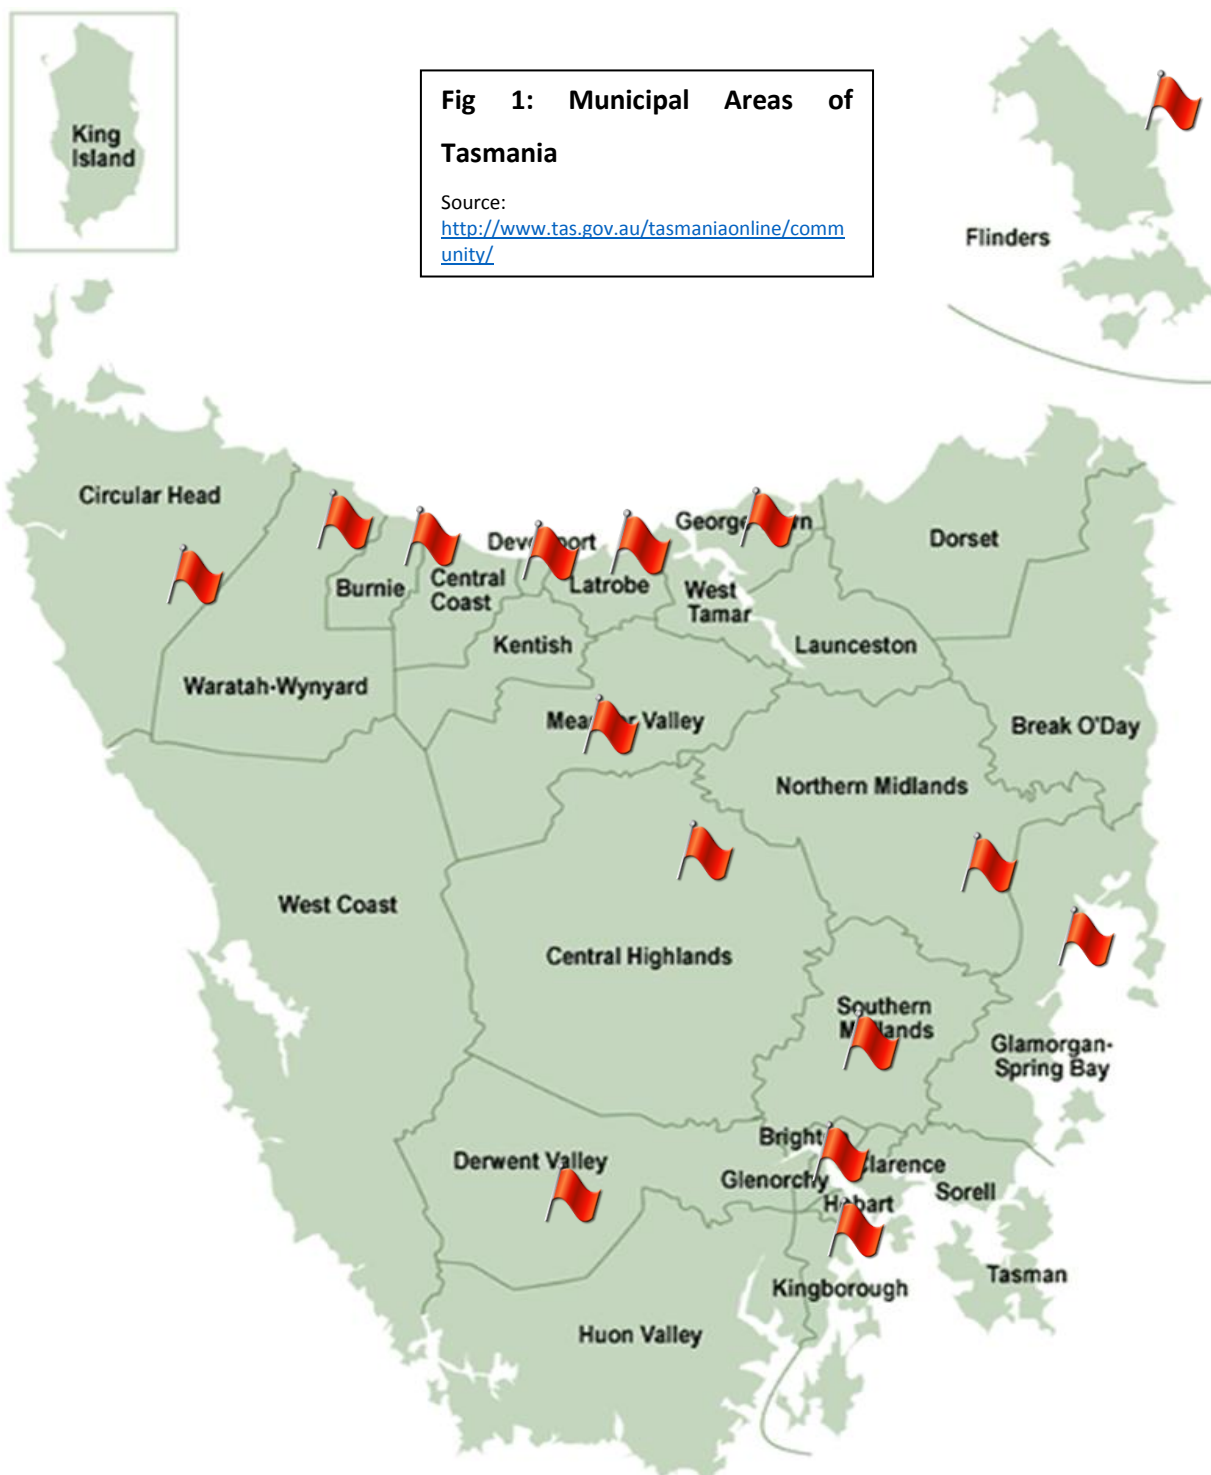 King
Island
Fig 1: Municipal Areas of
Tasmania
Source:
http://www.tas.gov.au/tasmaniaonline/comm
unity/
Flinders
Circular Head
George
Dorset
Burnie
Central
Coast
Latrobe
West
Tamar
Kentish
Launceston
Waratah-Wynyard
Valley
Break O'Day
Northern Midlands
West Coast
Central Highlands
Southern
Glamorgan-
Spring Bay
Derwent Valley
Glenorchy
Sorell
Kingborough
Tasman
Huon Valley